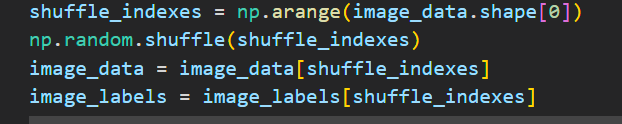 shuffle_indexes = np.arange(image_data.shape[0])
np.random.shuffle(shuffle_indexes)
image_data = image_data[shuffle_indexes]
image_labels = image_labels[shuffle_indexes]